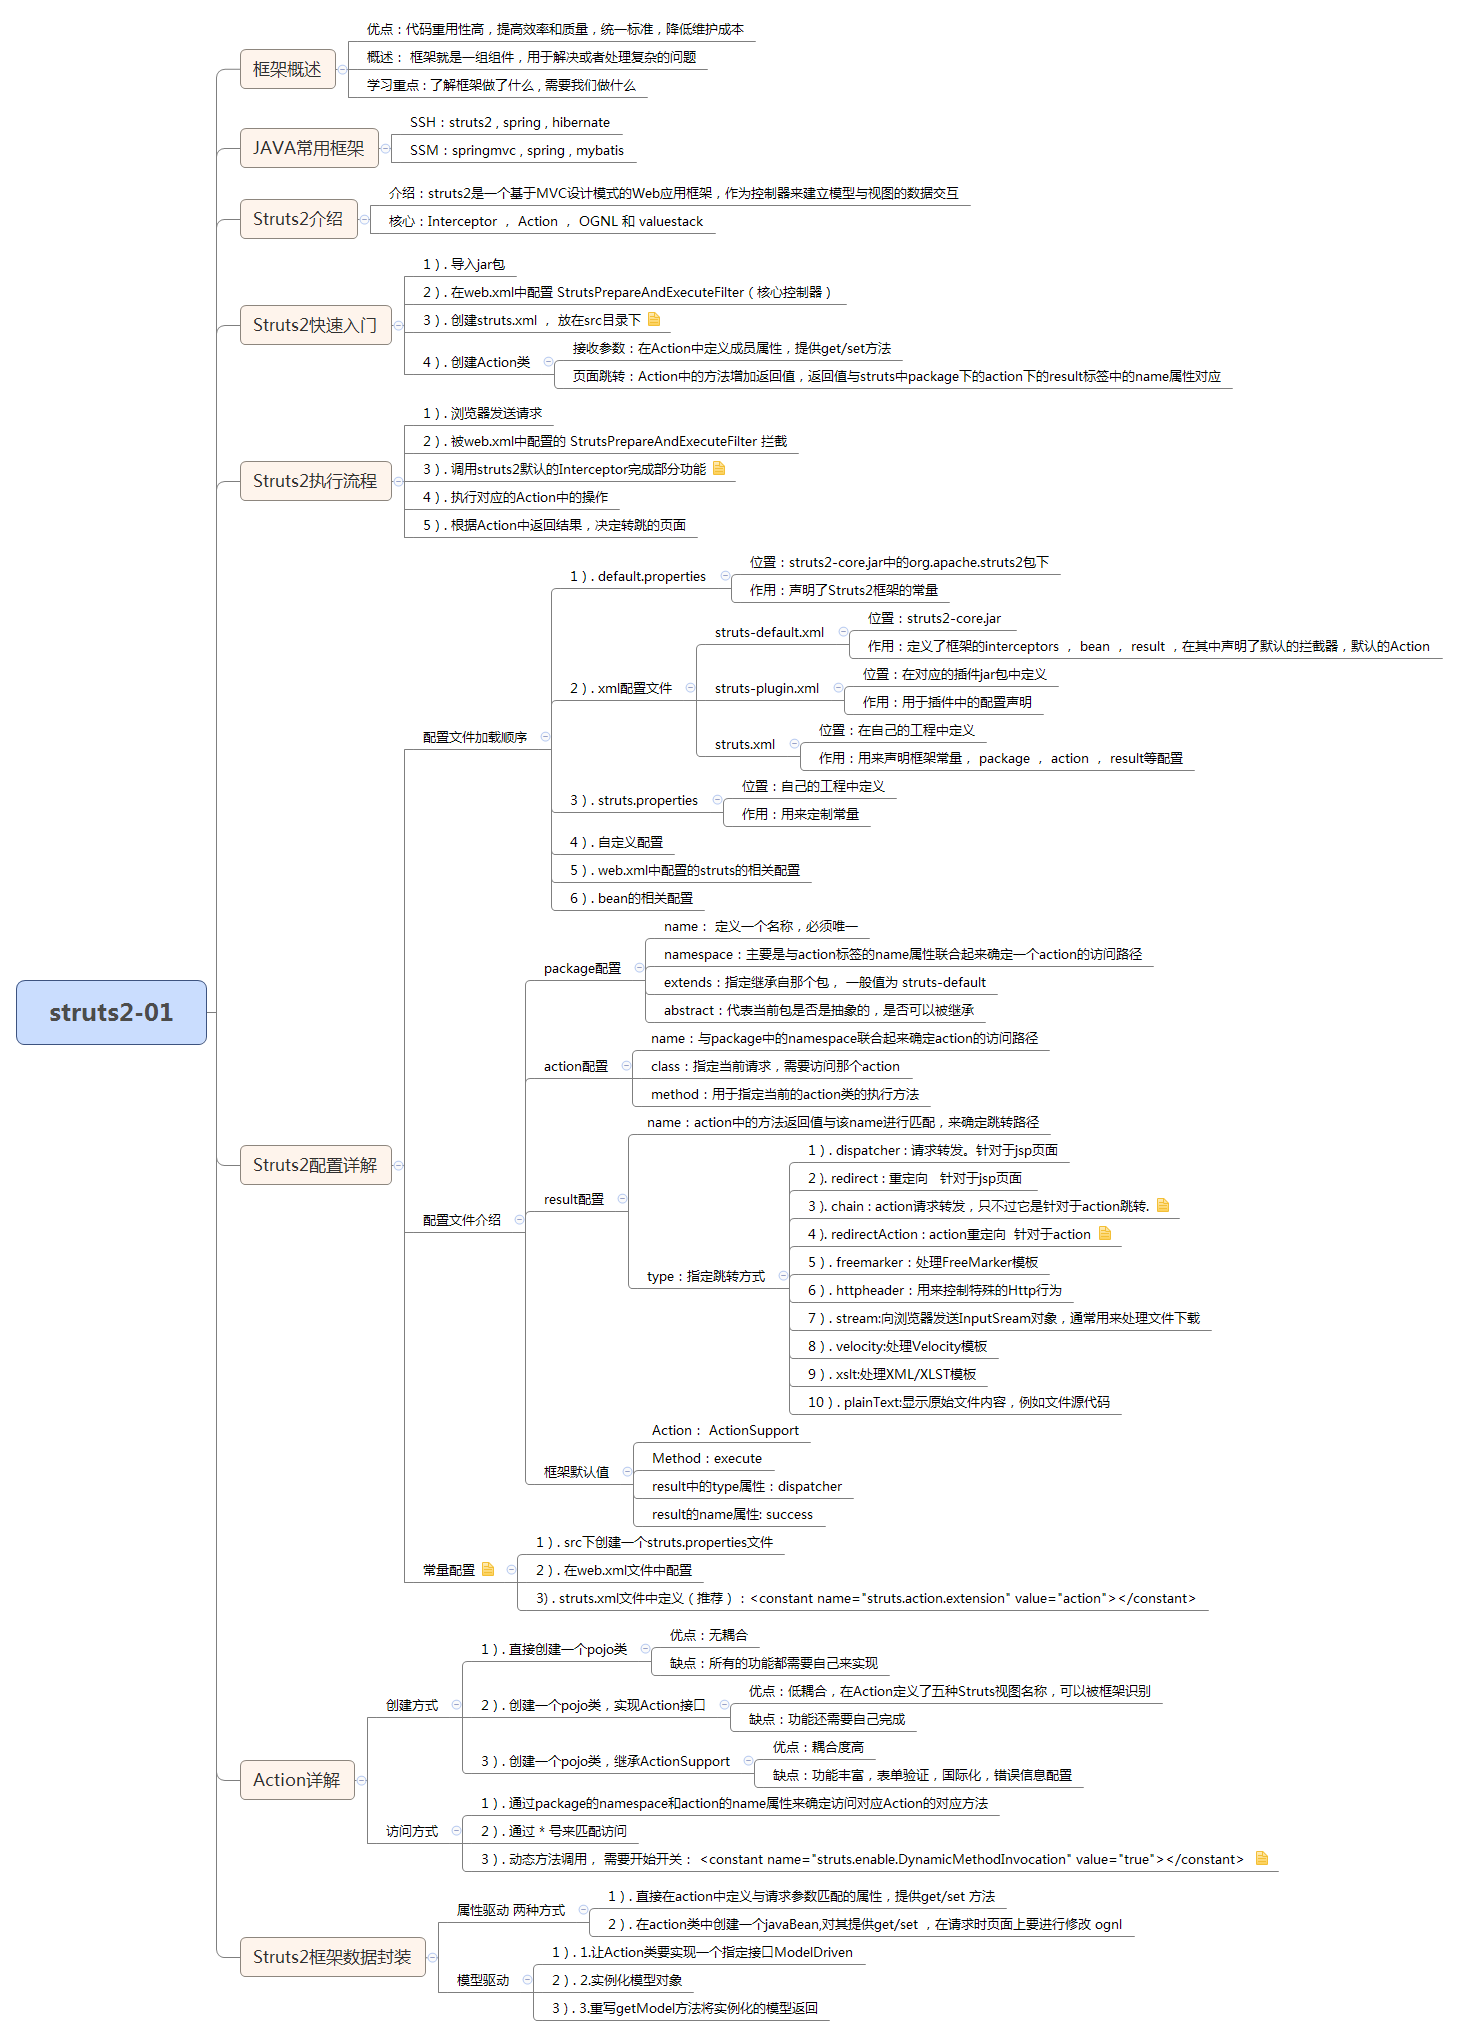 struts2-01
框架概述
优点：代码重用性高，提高效率和质量，统一标准，降低维护成本
概述： 框架就是一组组件，用于解决或者处理复杂的问题
学习重点 : 了解框架做了什么 , 需要我们做什么
JAVA常用框架
SSH：struts2 , spring , hibernate
SSM：springmvc , spring , mybatis
Struts2介绍
介绍：struts2是一个基于MVC设计模式的Web应用框架，作为控制器来建立模型与视图的数据交互
核心：Interceptor ， Action ， OGNL 和 valuestack
Struts2快速入门
1）. 导入jar包
2）. 在web.xml中配置 StrutsPrepareAndExecuteFilter（核心控制器）
3）. 创建struts.xml ， 放在src目录下
4）. 创建Action类
接收参数：在Action中定义成员属性，提供get/set方法
页面跳转：Action中的方法增加返回值，返回值与struts中package下的action下的result标签中的name属性对应
Struts2执行流程
1）. 浏览器发送请求
2）. 被web.xml中配置的 StrutsPrepareAndExecuteFilter 拦截
3）. 调用struts2默认的Interceptor完成部分功能
4）. 执行对应的Action中的操作
5）. 根据Action中返回结果，决定转跳的页面
Struts2配置详解
配置文件加载顺序
1）. default.properties
位置：struts2-core.jar中的org.apache.struts2包下
作用：声明了Struts2框架的常量
2）. xml配置文件
struts-default.xml
位置：struts2-core.jar
作用：定义了框架的interceptors ， bean ， result ，在其中声明了默认的拦截器，默认的Action
struts-plugin.xml
位置：在对应的插件jar包中定义
作用：用于插件中的配置声明
struts.xml
位置：在自己的工程中定义
作用：用来声明框架常量， package ， action ， result等配置
3）. struts.properties
位置：自己的工程中定义
作用：用来定制常量
4）. 自定义配置
5）. web.xml中配置的struts的相关配置
6）. bean的相关配置
配置文件介绍
package配置
name： 定义一个名称，必须唯一
namespace：主要是与action标签的name属性联合起来确定一个action的访问路径
extends：指定继承自那个包， 一般值为 struts-default
abstract：代表当前包是否是抽象的，是否可以被继承
action配置
name：与package中的namespace联合起来确定action的访问路径
class：指定当前请求，需要访问那个action
method：用于指定当前的action类的执行方法
result配置
name：action中的方法返回值与该name进行匹配，来确定跳转路径
type：指定跳转方式
1）. dispatcher : 请求转发。针对于jsp页面
2 ). redirect : 重定向   针对于jsp页面
3 ). chain : action请求转发，只不过它是针对于action跳转.
4 ). redirectAction : action重定向  针对于action
5）. freemarker：处理FreeMarker模板
6）. httpheader：用来控制特殊的Http行为
7）. stream:向浏览器发送InputSream对象，通常用来处理文件下载
8）. velocity:处理Velocity模板
9）. xslt:处理XML/XLST模板
10）. plainText:显示原始文件内容，例如文件源代码
框架默认值
Action： ActionSupport
Method：execute
result中的type属性：dispatcher
result的name属性: success
常量配置
1）. src下创建一个struts.properties文件
2）. 在web.xml文件中配置
3) . struts.xml文件中定义（推荐）：<constant name="struts.action.extension" value="action"></constant>
Action详解
创建方式
1）. 直接创建一个pojo类
优点：无耦合
缺点：所有的功能都需要自己来实现
2）. 创建一个pojo类，实现Action接口
优点：低耦合，在Action定义了五种Struts视图名称，可以被框架识别
缺点：功能还需要自己完成
3）. 创建一个pojo类，继承ActionSupport
优点：耦合度高
缺点：功能丰富，表单验证，国际化，错误信息配置
访问方式
1）. 通过package的namespace和action的name属性来确定访问对应Action的对应方法
2）. 通过 * 号来匹配访问
3）. 动态方法调用， 需要开始开关： <constant name="struts.enable.DynamicMethodInvocation" value="true"></constant>
Struts2框架数据封装
属性驱动 两种方式
1）. 直接在action中定义与请求参数匹配的属性，提供get/set 方法
2）. 在action类中创建一个javaBean,对其提供get/set ，在请求时页面上要进行修改 ognl
模型驱动
1）. 1.让Action类要实现一个指定接口ModelDriven
2）. 2.实例化模型对象
3）. 3.重写getModel方法将实例化的模型返回